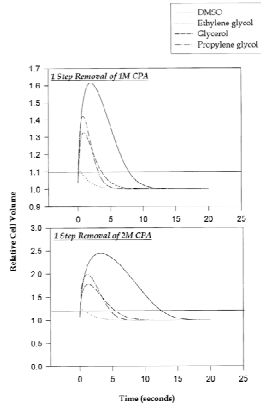 DMSO
Ethylene glycol
Glycerol
Propylene glycol
1 Step Removal of 1M CPA
1.7
1.6
1.5
1.4
1.3
1.2
1.1
1.0
0.9
0.8
0 5 10 15 20 25
Relative Cell Volume
1 Step Removal of 2M CPA
3.0
2.5
2.0
1.5
1.0
0.5
0.0
0 5 10 15 20 25
Time (seconds)